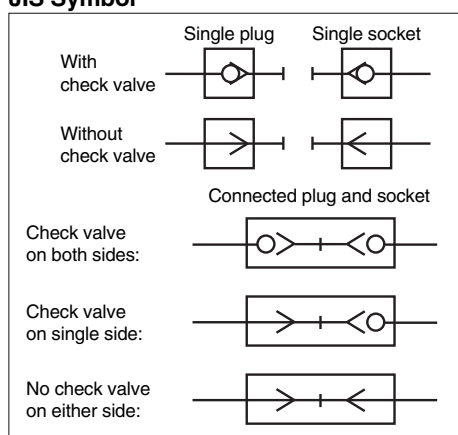 JIS Symbol
Single plug Single socket
With
check valve
Without
check valve
Connected plug and socket
Check valve
on both sides:
Check valve
on single side:
No check valve
on either side: